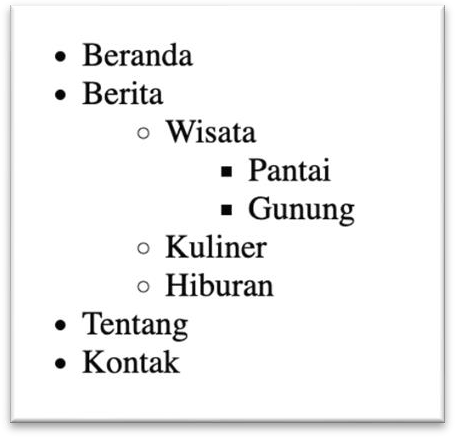 Beranda
Berita
Wisata
Pantai
Gunung
Kuliner
Hiburan
Tentang
Kontak